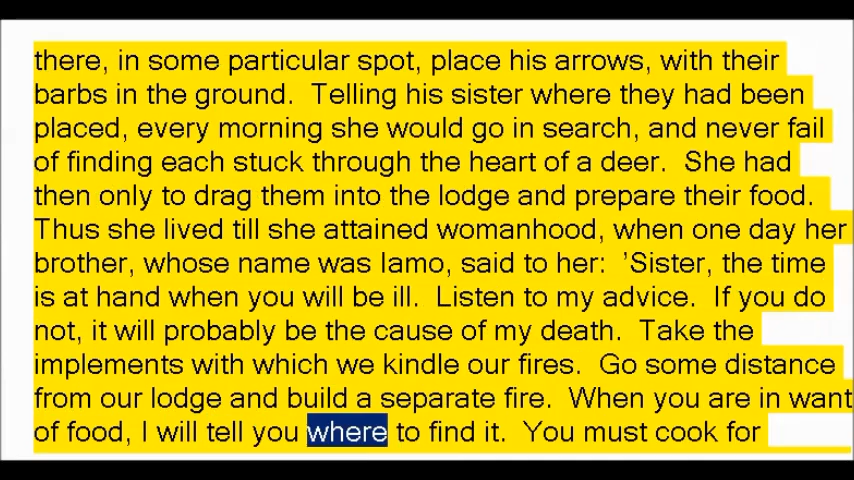 there, in some particular spot, place his arrows, with their
barbs in the ground.  Telling his sister where they had been
placed, every morning she would go in search, and never fail
of finding each stuck through the heart of a deer.  She had
then only to drag them into the lodge and prepare their food.
Thus she lived till she attained womanhood, when one day her
brother, whose name was Iamo, said to her:  'Sister, the time
is at hand when you will be ill.  Listen to my advice.  If you do
not, it will probably be the cause of my death.  Take the
implements with which we kindle our fires.  Go some distance
from our lodge and build a separate fire.  When you are in want
of food, I will tell you where to find it.  You must cook for